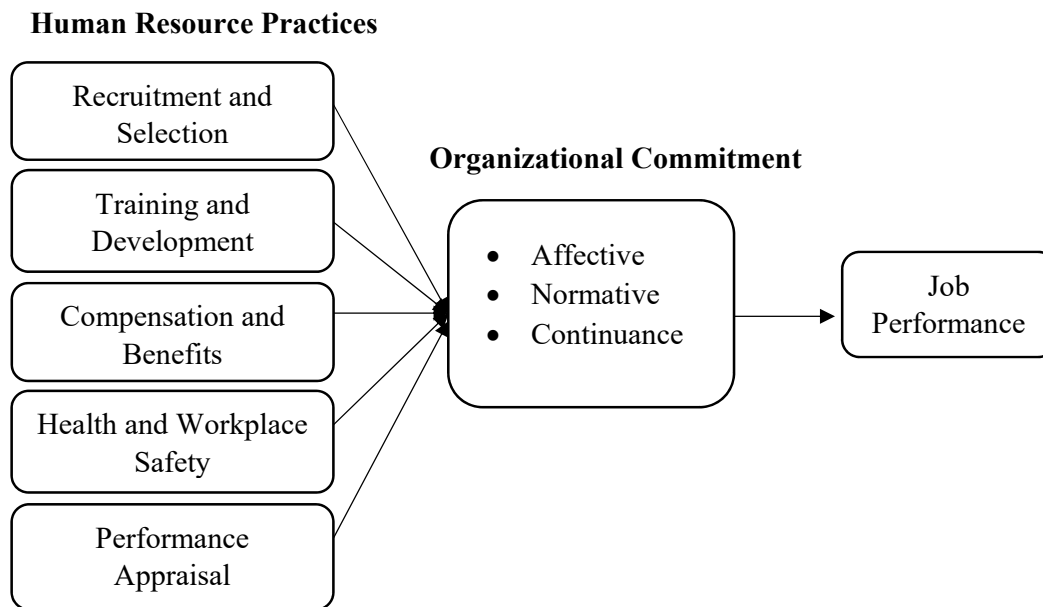 Human Resource Practices
Recruitment and
Selection
Training and
Development
Compensation and
Benefits
Health and Workplace
Safety
Performance
Appraisal
Organizational Commitment
• Affective
• Normative
• Continuance
Job
Performance